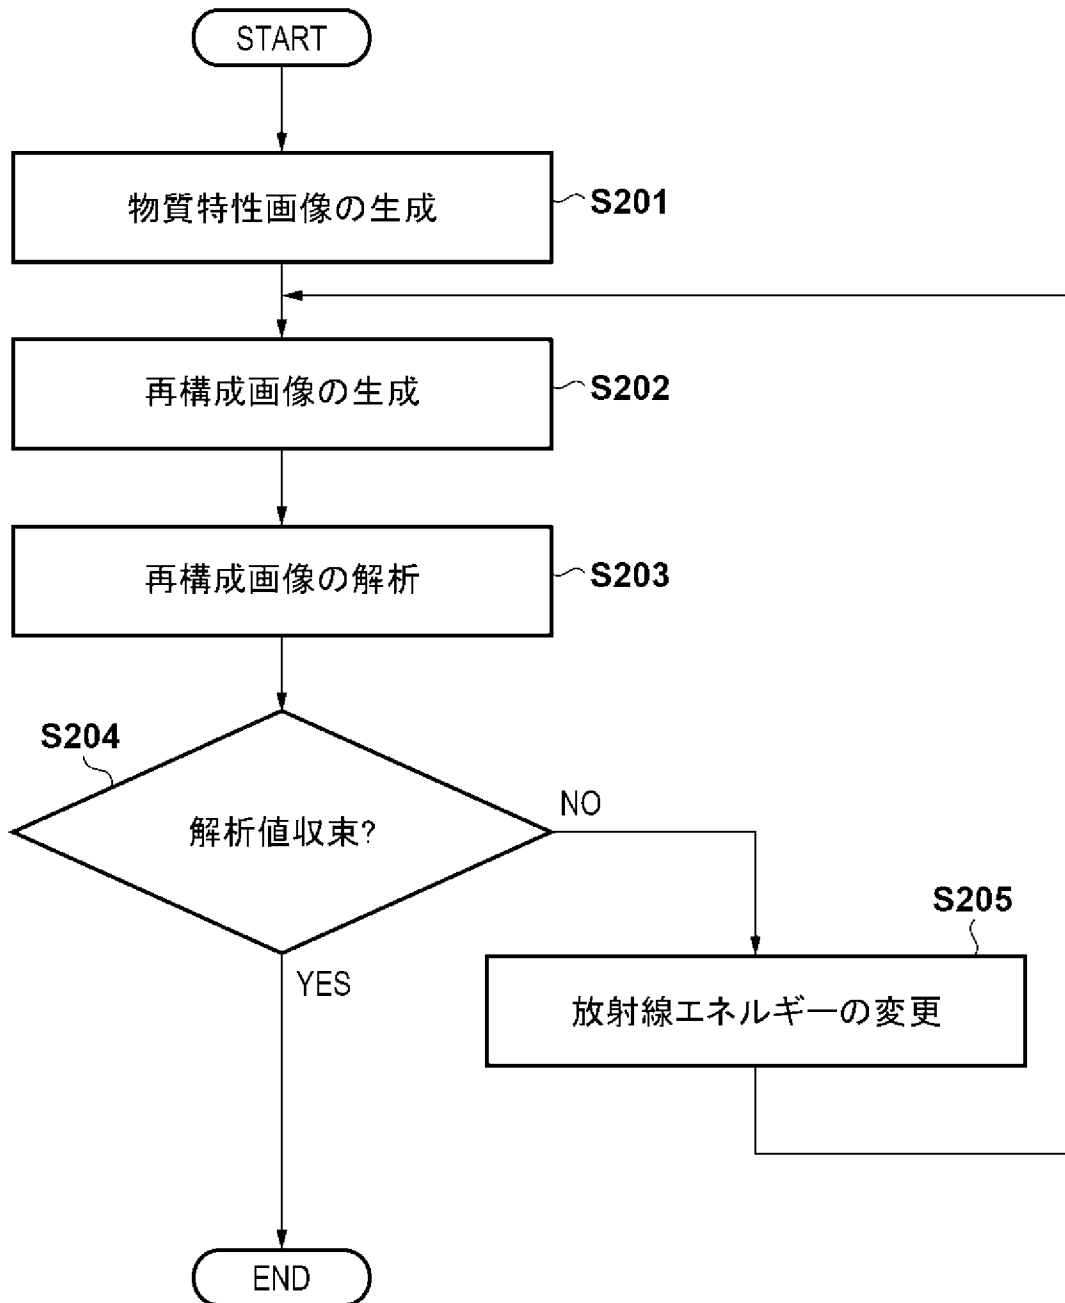 START
物質特性画像の生成
S201
再構成画像の生成
S202
再構成画像の解析
S203
S204
解析値収束?
NO
S205
放射線エネルギーの変更
YES
END